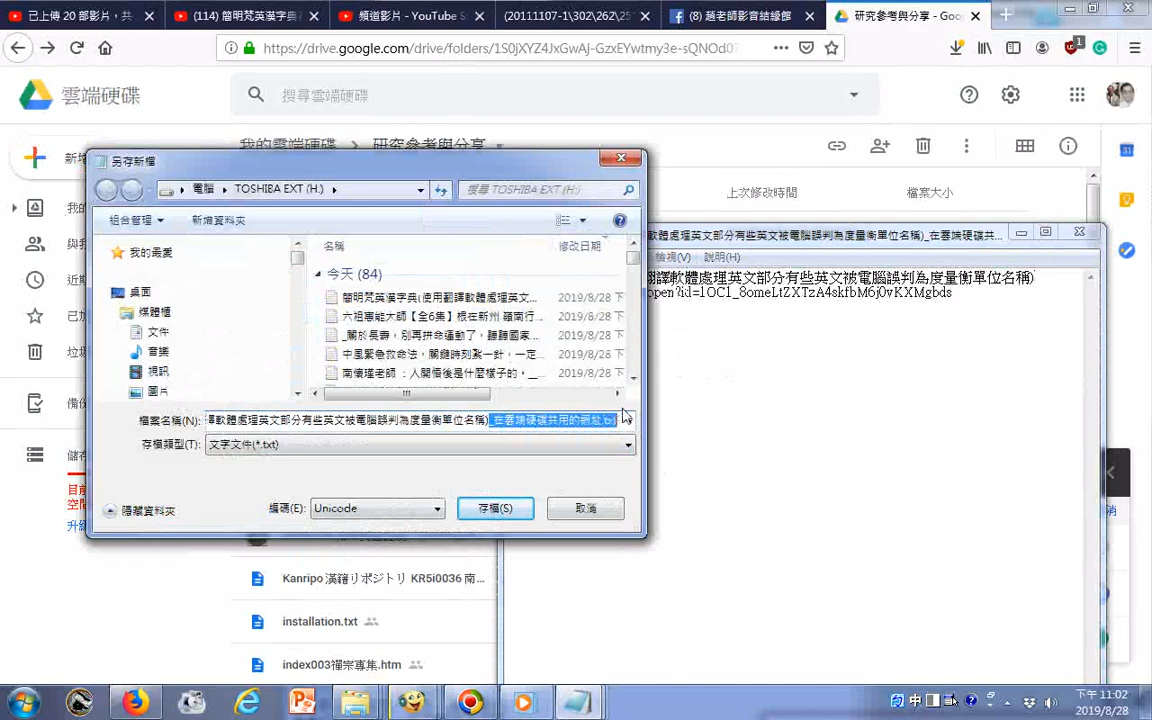 已上傳 20 部影片，共
(114) 簡明梵英漢字典
頻道影片 - YouTube S
(20111107-1\302\262\25
(8) 趙老師影音結緣館
研究參考與分享 - Goo
https://drive.google.com/drive/folders/1S0jXYZ4JxGwAj-GzxEYwtmy3e-sQNOd07
雲端硬碟
搜尋雲端硬碟
我的雲端硬碟
研究參考與分享
上次修改時間
檔案大小
另存新檔
電腦
TOSHIBA EXT (H:)
搜尋 TOSHIBA EXT (H:)
組合管理
新增資料夾
我的最愛
桌面
媒體櫃
文件
音樂
視訊
圖片
名稱
修改日期
今天 (84)
簡明梵英漢字典(使用翻譯軟體處理英文... 2019/8/28 下
六祖惠能大師【全6集】根在新州 嶺南行... 2019/8/28 下
_關於長壽，別再拼命運動了，聽聽國家... 2019/8/28 下
中風緊急救命法，關鍵時刻紮一針，一定... 2019/8/28 下
南懷瑾老師 : 人開悟後是什麼樣子的，__ 2019/8/28 下
檔案名稱(N):
譯軟體處理英文部分有些英文被電腦誤判為度量衡單位名稱)_在雲端硬碟共用的網址.txt
存檔類型(T):
文字文件(*.txt)
隱藏資料夾
編碼(E):
Unicode
存檔(S)
取消
軟體處理英文部分有些英文被電腦誤判為度量衡單位名稱)_在雲端硬碟共...
檢視(V) 說明(H)
翻譯軟體處理英文部分有些英文被電腦誤判為度量衡單位名稱)
open?id=1OC1_8omeLtZXTzA4skfbM6j0vKXMgbds
Kanripo 漢籍リポジトリ KR5i0036 南...
installation.txt
index003禪宗專集.htm
中
下午 11:02
2019/8/28